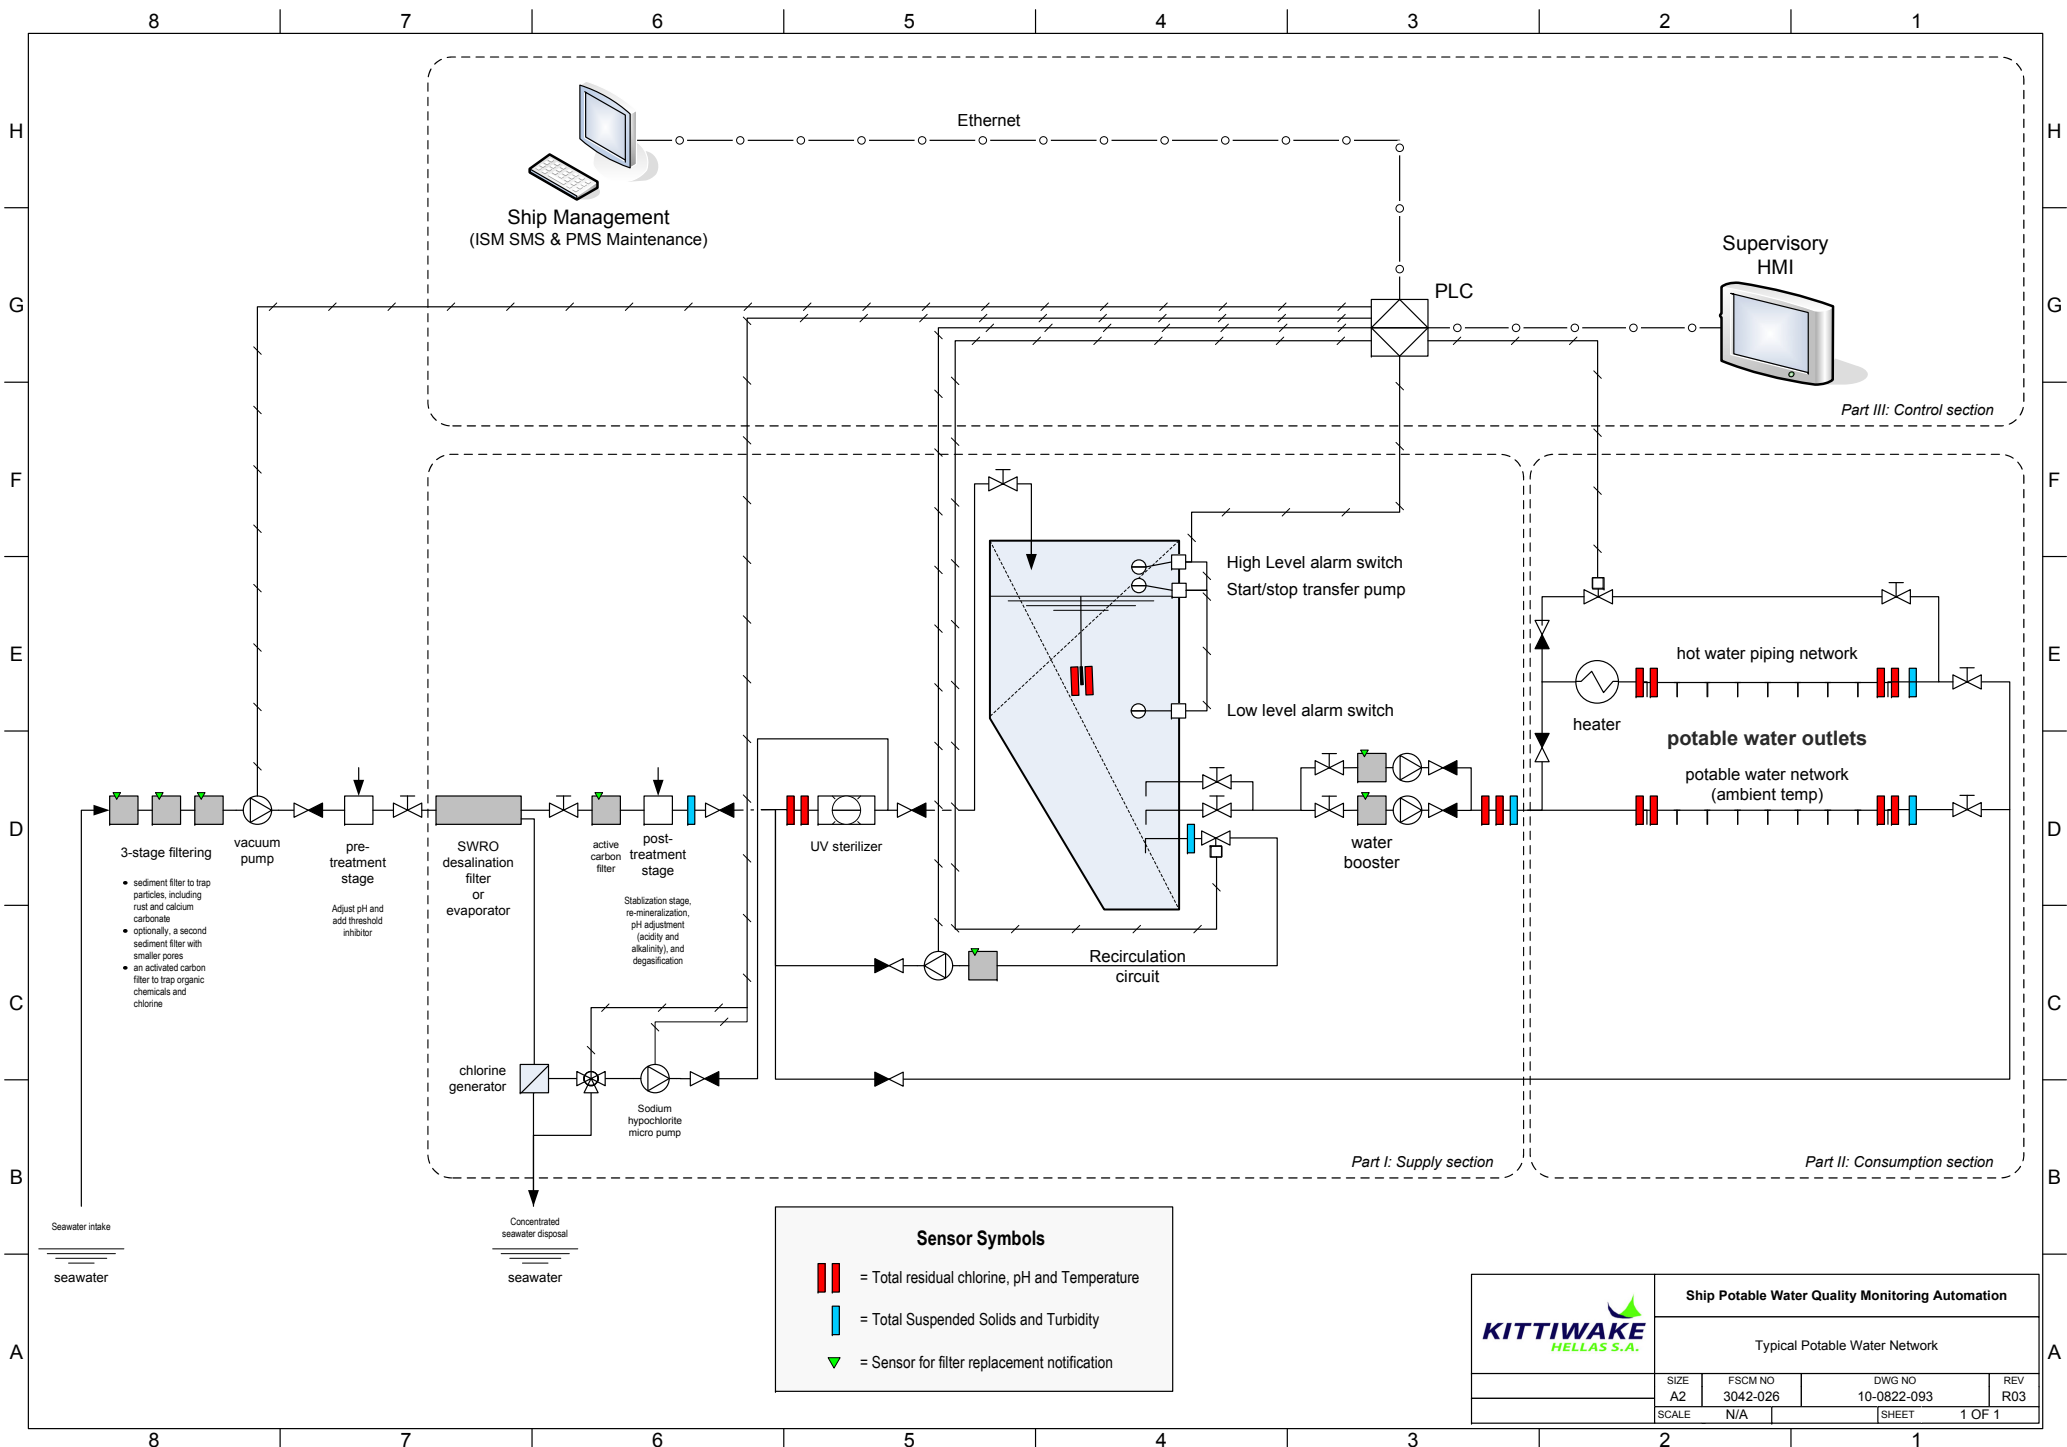 8 7 6 5 4 3 2 1
H
Ethernet
H
Ship Management
(ISM SMS & PMS Maintenance)
Supervisory
HMI
G
PLC
G
Part III: Control section
F
F
High Level alarm switch
Start/stop transfer pump
E
hot water piping network
E
Low level alarm switch
heater
potable water outlets
potable water network
(ambient temp)
D
D
3-stage filtering
• sediment filter to trap
particles, including
rust and calcium
carbonate
• optionally, a second
sediment filter with
smaller pores
• an activated carbon
filter to trap organic
chemicals and
chlorine
vacuum
pump
pre-
treatment
stage
Adjust pH and
add threshold
inhibitor
SWRO
desalination
filter
or
evaporator
active
carbon
filter
post-
treatment
stage
Stablization stage,
re-mineralization,
pH adjustment
(acidity and
alkalinity), and
degasification
UV sterilizer
water
booster
Recirculation
circuit
C
C
chlorine
generator
Sodium
hypochlorite
micro pump
Part I: Supply section
Part II: Consumption section
B
B
Seawater intake
seawater
Concentrated
seawater disposal
seawater
Sensor Symbols
= Total residual chlorine, pH and Temperature
= Total Suspended Solids and Turbidity
= Sensor for filter replacement notification
A
A
KITTIWAKE
HELLAS S.A.
Ship Potable Water Quality Monitoring Automation
Typical Potable Water Network
SIZE FSCM NO DWG NO REV
A2 3042-026 10-0822-093 R03
SCALE N/A SHEET 1 OF 1
8 7 6 5 4 3 2 1